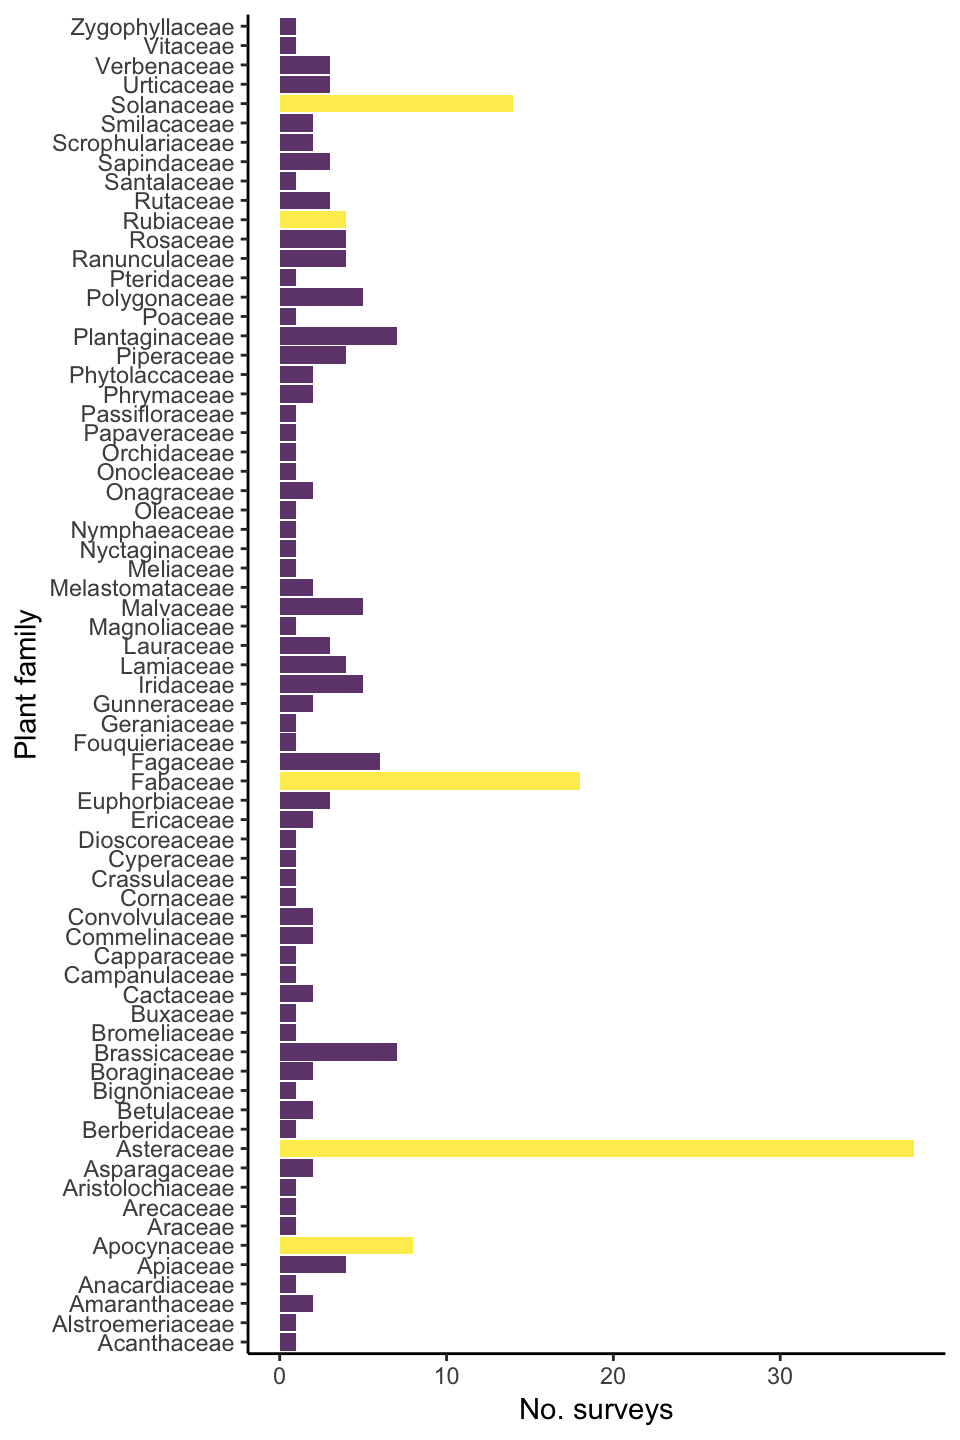 Zygophyllaceae
Vitaceae
Verbenaceae
Urticaceae
Solanaceae
Smilacaceae
Scrophulariaceae
Sapindaceae
Santalaceae
Rutaceae
Rubiaceae
Rosaceae
Ranunculaceae
Pteridaceae
Polygonaceae
Poaceae
Plantaginaceae
Piperaceae
Phytolaccaceae
Phrymaceae
Passifloraceae
Papaveraceae
Orchidaceae
Onocleaceae
Onagraceae
Oleaceae
Nymphaeaceae
Nyctaginaceae
Meliaceae
Melastomataceae
Malvaceae
Magnoliaceae
Lauraceae
Lamiaceae
Iridaceae
Gunneraceae
Geraniaceae
Fouquieriaceae
Fagaceae
Fabaceae
Euphorbiaceae
Ericaceae
Dioscoreaceae
Cyperaceae
Crassulaceae
Cornaceae
Convolvulaceae
Commelinaceae
Capparaceae
Campanulaceae
Cactaceae
Buxaceae
Bromeliaceae
Brassicaceae
Boraginaceae
Bignoniaceae
Betulaceae
Berberidaceae
Asteraceae
Asparagaceae
Aristolochiaceae
Arecaceae
Araceae
Apocynaceae
Apiaceae
Anacardiaceae
Amaranthaceae
Alstroemeriaceae
Acanthaceae
Plant family
0 10 20 30
No. surveys